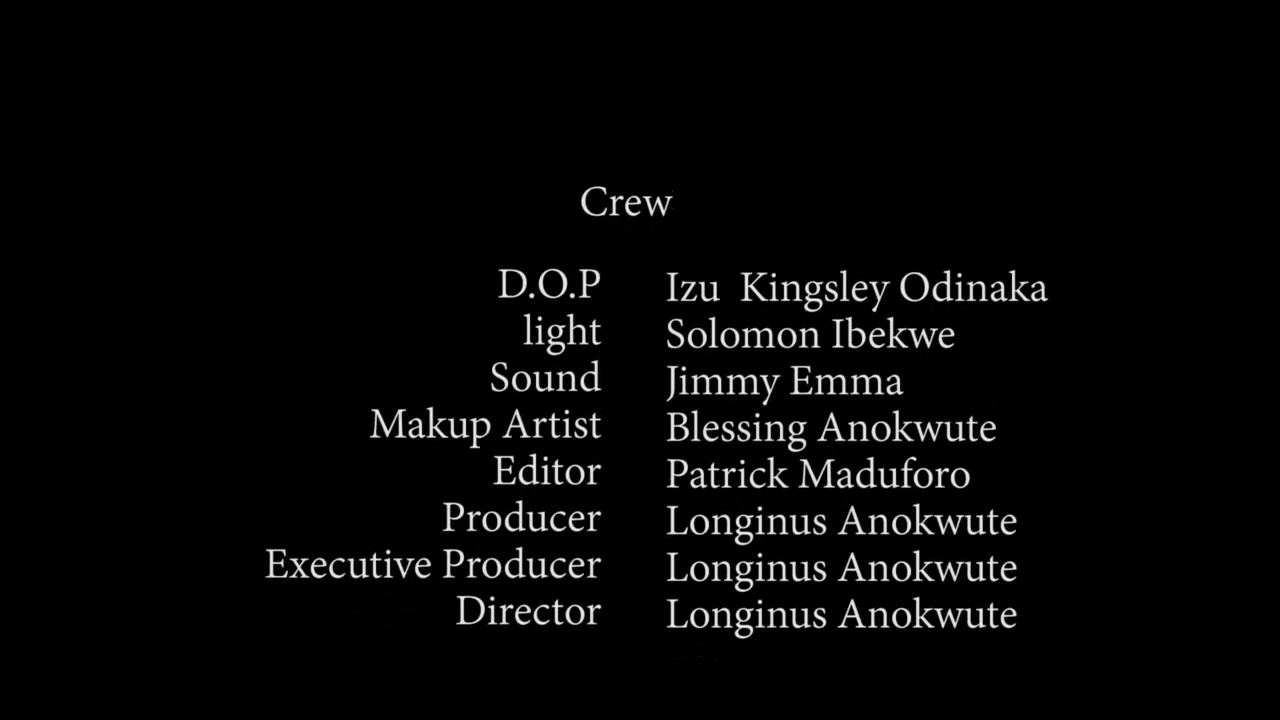 Crew
D.O.P Izu Kingsley Odinaka
light Solomon Ibekwe
Sound Jimmy Emma
Makup Artist Blessing Anokwute
Editor Patrick Maduforo
Producer Longinus Anokwute
Executive Producer Longinus Anokwute
Director Longinus Anokwute